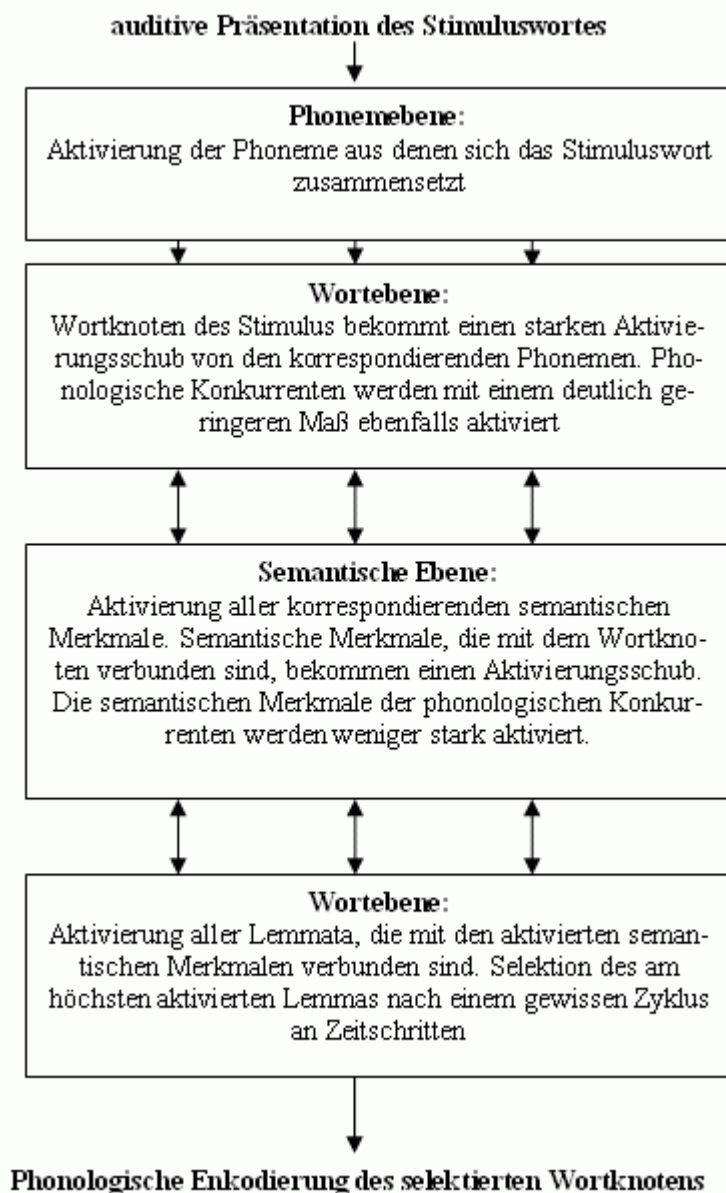 auditive Präsentation des Stimuluswortes
Phonemebene:
Aktivierung der Phoneme aus denen sich das Stimuluswort
zusammensetzt
Wortebene:
Wortknoten des Stimulus bekommt einen starken Aktivie-
rungsschub von den korrespondierenden Phonemen. Pho-
nologische Konkurrenten werden mit einem deutlich ge-
ringeren Maß ebenfalls aktiviert
Semantische Ebene:
Aktivierung aller korrespondierenden semantischen
Merkmale. Semantische Merkmale, die mit dem Wortkno-
ten verbunden sind, bekommen einen Aktivierungsschub.
Die semantischen Merkmale der phonologischen Konkur-
renten werden weniger stark aktiviert.
Wortebene:
Aktivierung aller Lemmata, die mit den aktivierten seman-
tischen Merkmalen verbunden sind. Selektion des am
höchsten aktivierten Lemmas nach einem gewissen Zyklus
an Zeitschritten
Phonologische Enkodierung des selektierten Wortknotens